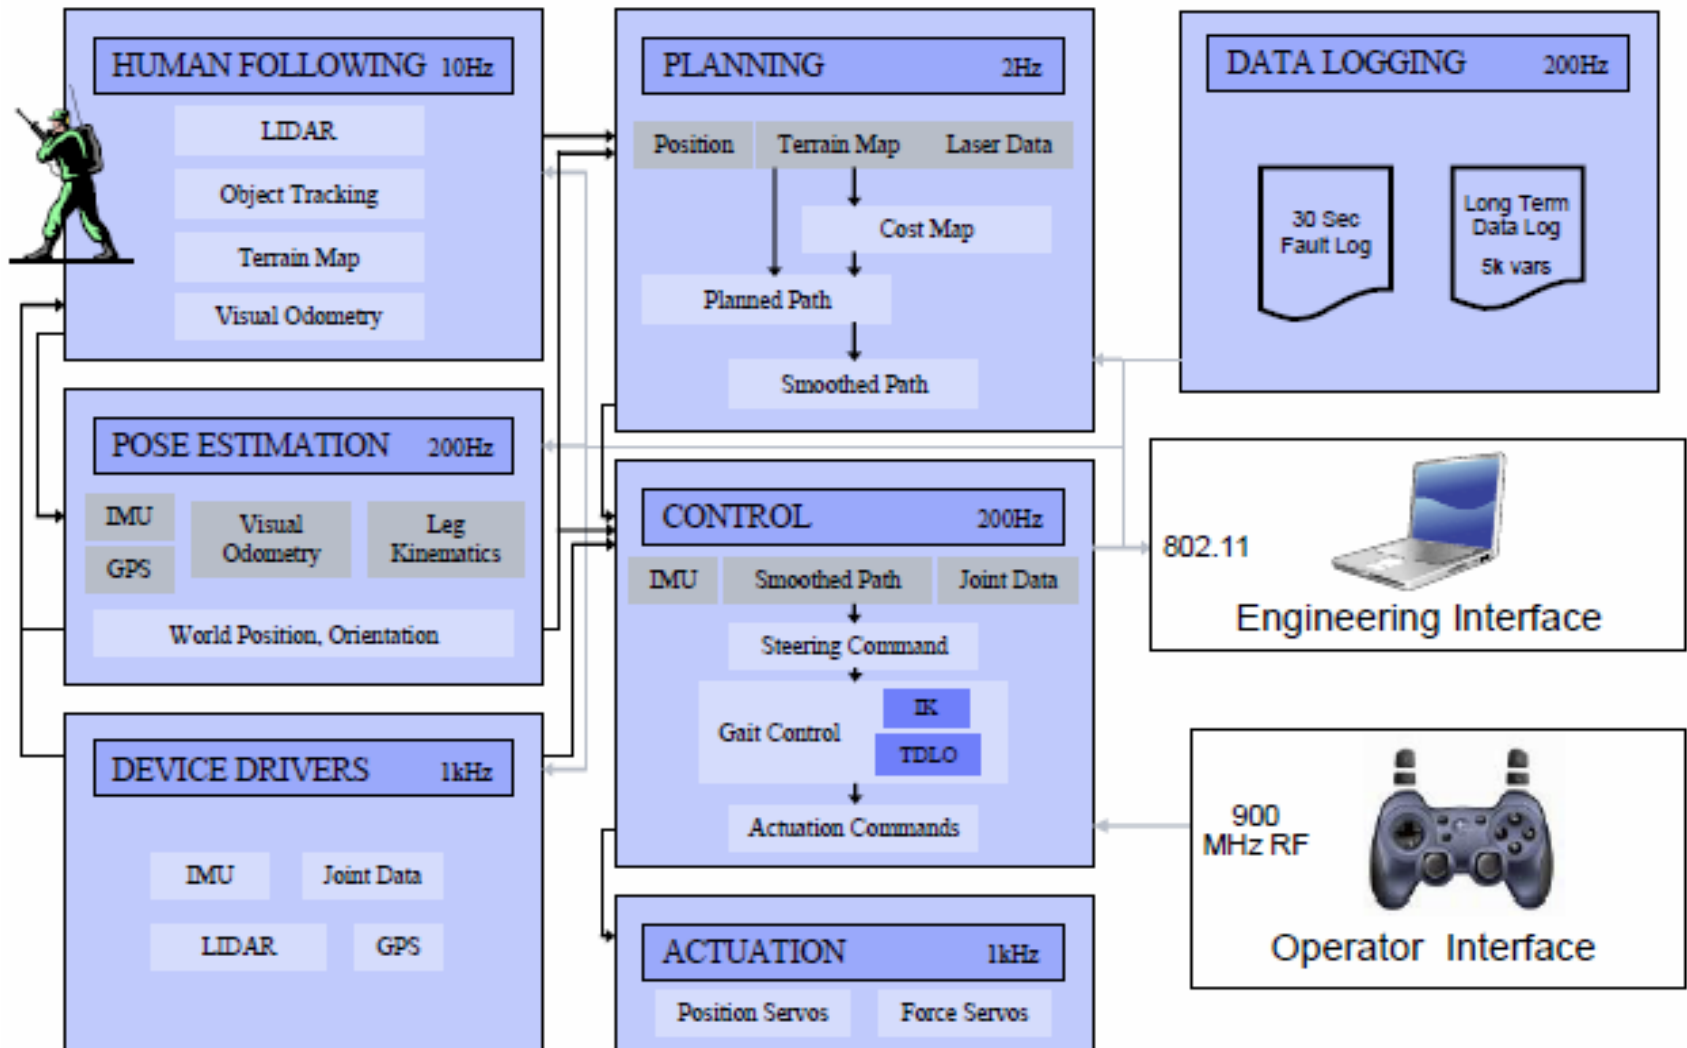 HUMAN FOLLOWING 10Hz
LIDAR
Object Tracking
Terrain Map
Visual Odometry
POSE ESTIMATION 200Hz
IMU
GPS
Visual
Odometry
Leg
Kinematics
World Position, Orientation
DEVICE DRIVERS 1kHz
IMU
Joint Data
LIDAR
GPS
PLANNING 2Hz
Position
Terrain Map
Laser Data
Cost Map
Planned Path
Smoothed Path
CONTROL 200Hz
IMU
Smoothed Path
Joint Data
Steering Command
Gait Control
IK
TDLO
Actuation Commands
ACTUATION 1kHz
Position Servos
Force Servos
DATA LOGGING 200Hz
30 Sec
Fault Log
Long Term
Data Log
5k vars
802.11
Engineering Interface
900
MHz RF
Operator Interface